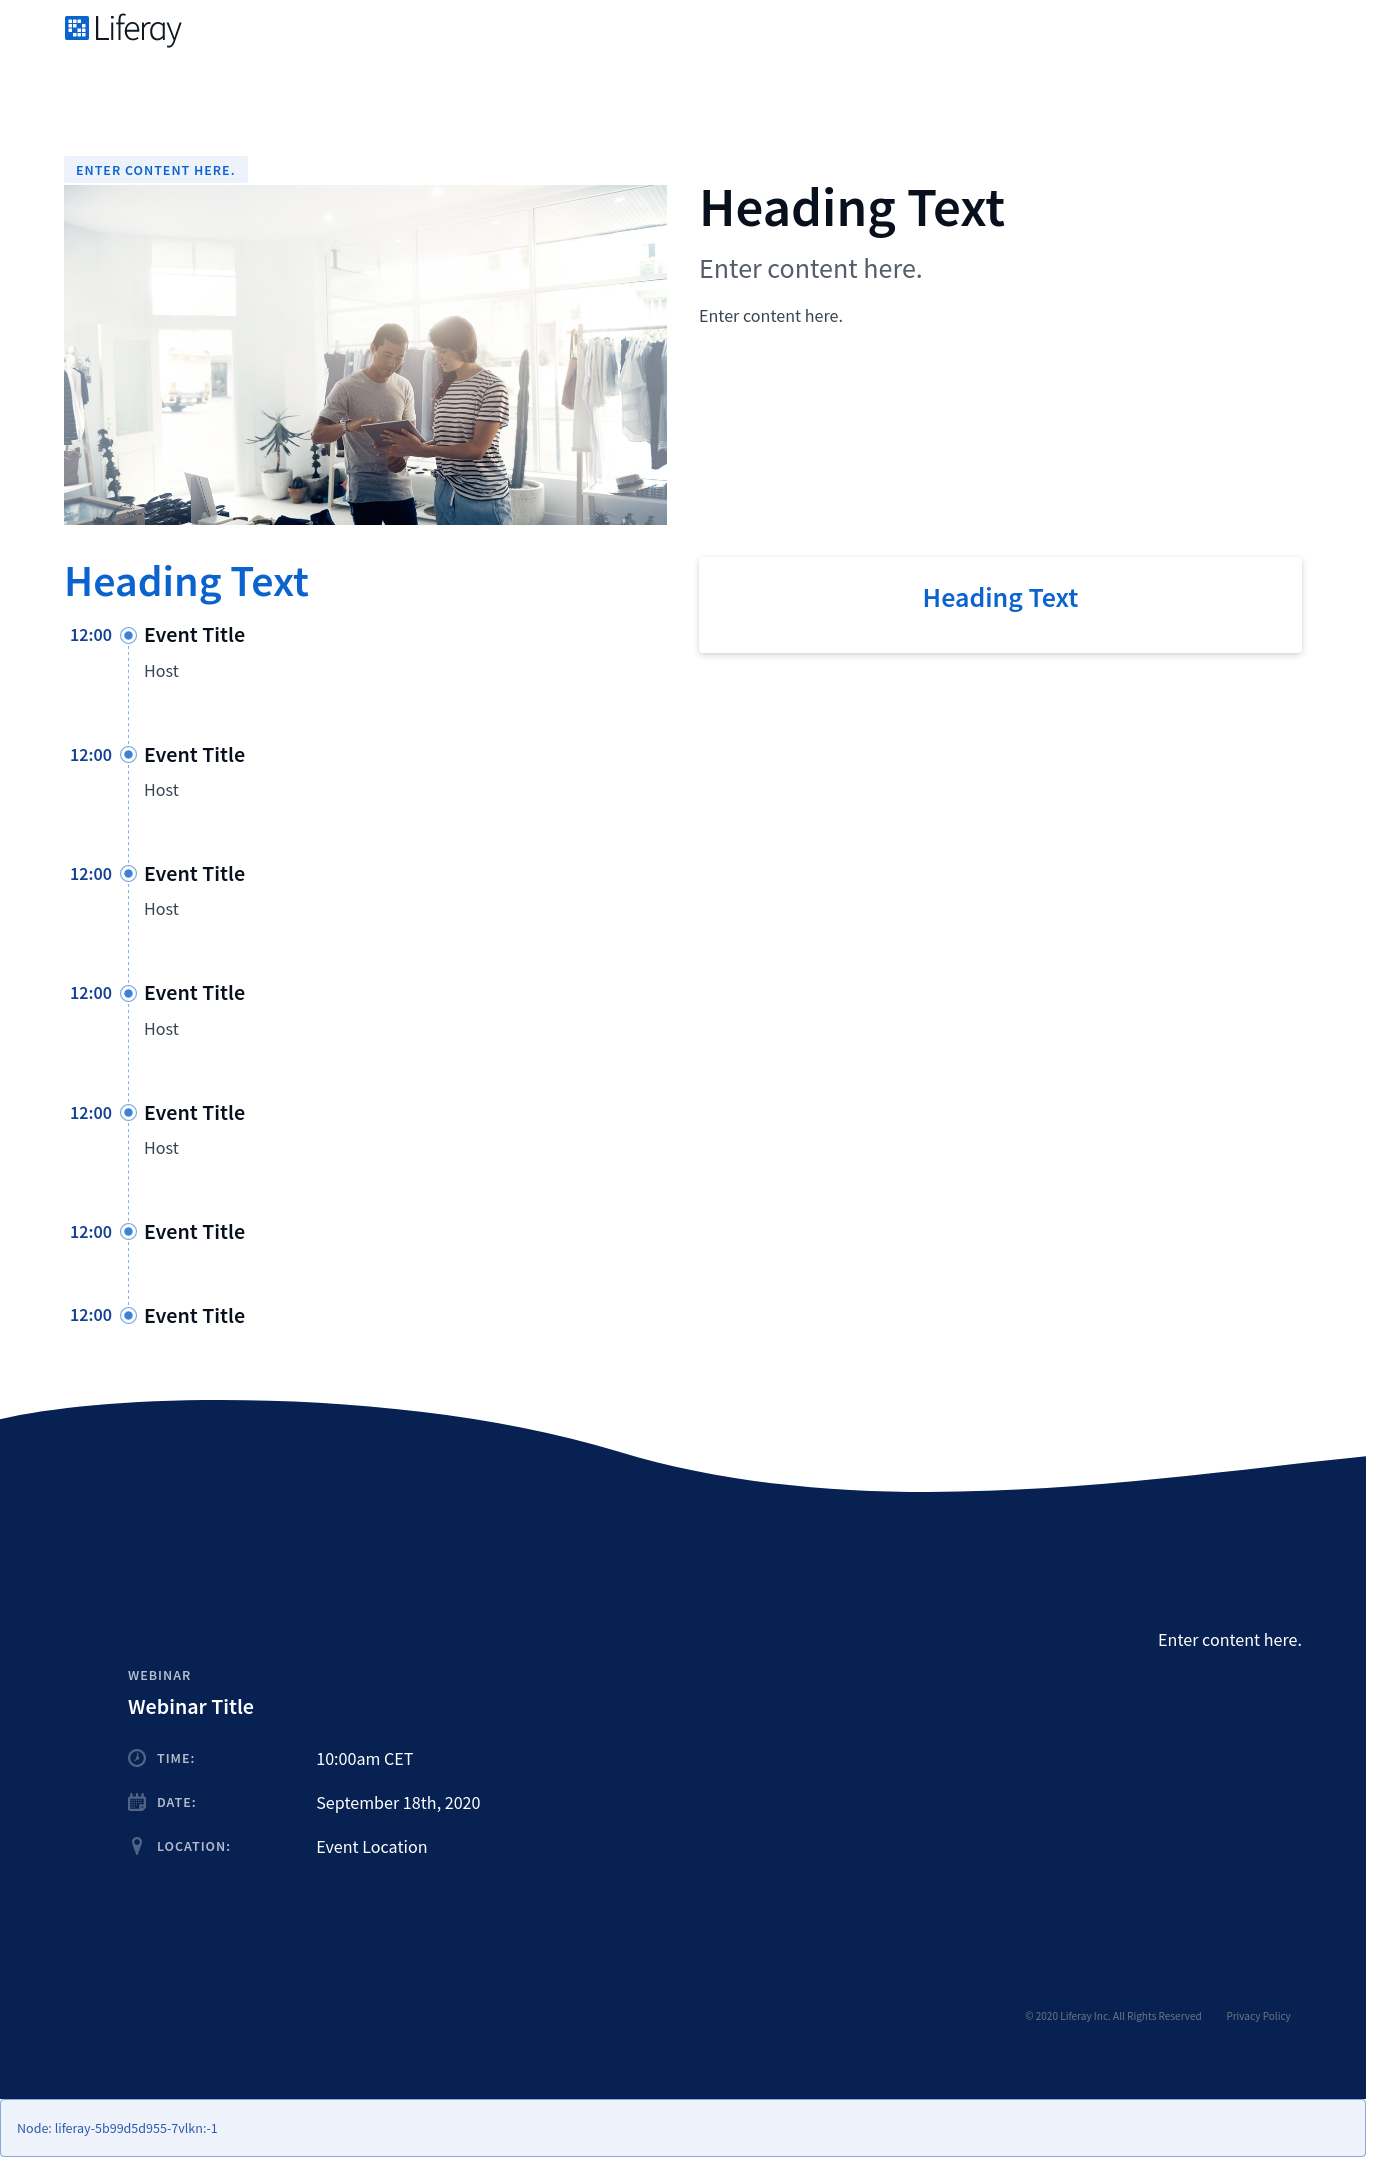 Liferay
ENTER CONTENT HERE.
Heading Text
Enter content here.
Enter content here.
Heading Text
12:00 Event Title
Host
12:00 Event Title
Host
12:00 Event Title
Host
12:00 Event Title
Host
12:00 Event Title
Host
12:00 Event Title
12:00 Event Title
Heading Text
Enter content here.
WEBINAR
Webinar Title
TIME: 10:00am CET
DATE: September 18th, 2020
LOCATION: Event Location
© 2020 Liferay Inc. All Rights Reserved Privacy Policy
Node: liferay-5b99d5d955-7vlkn:-1